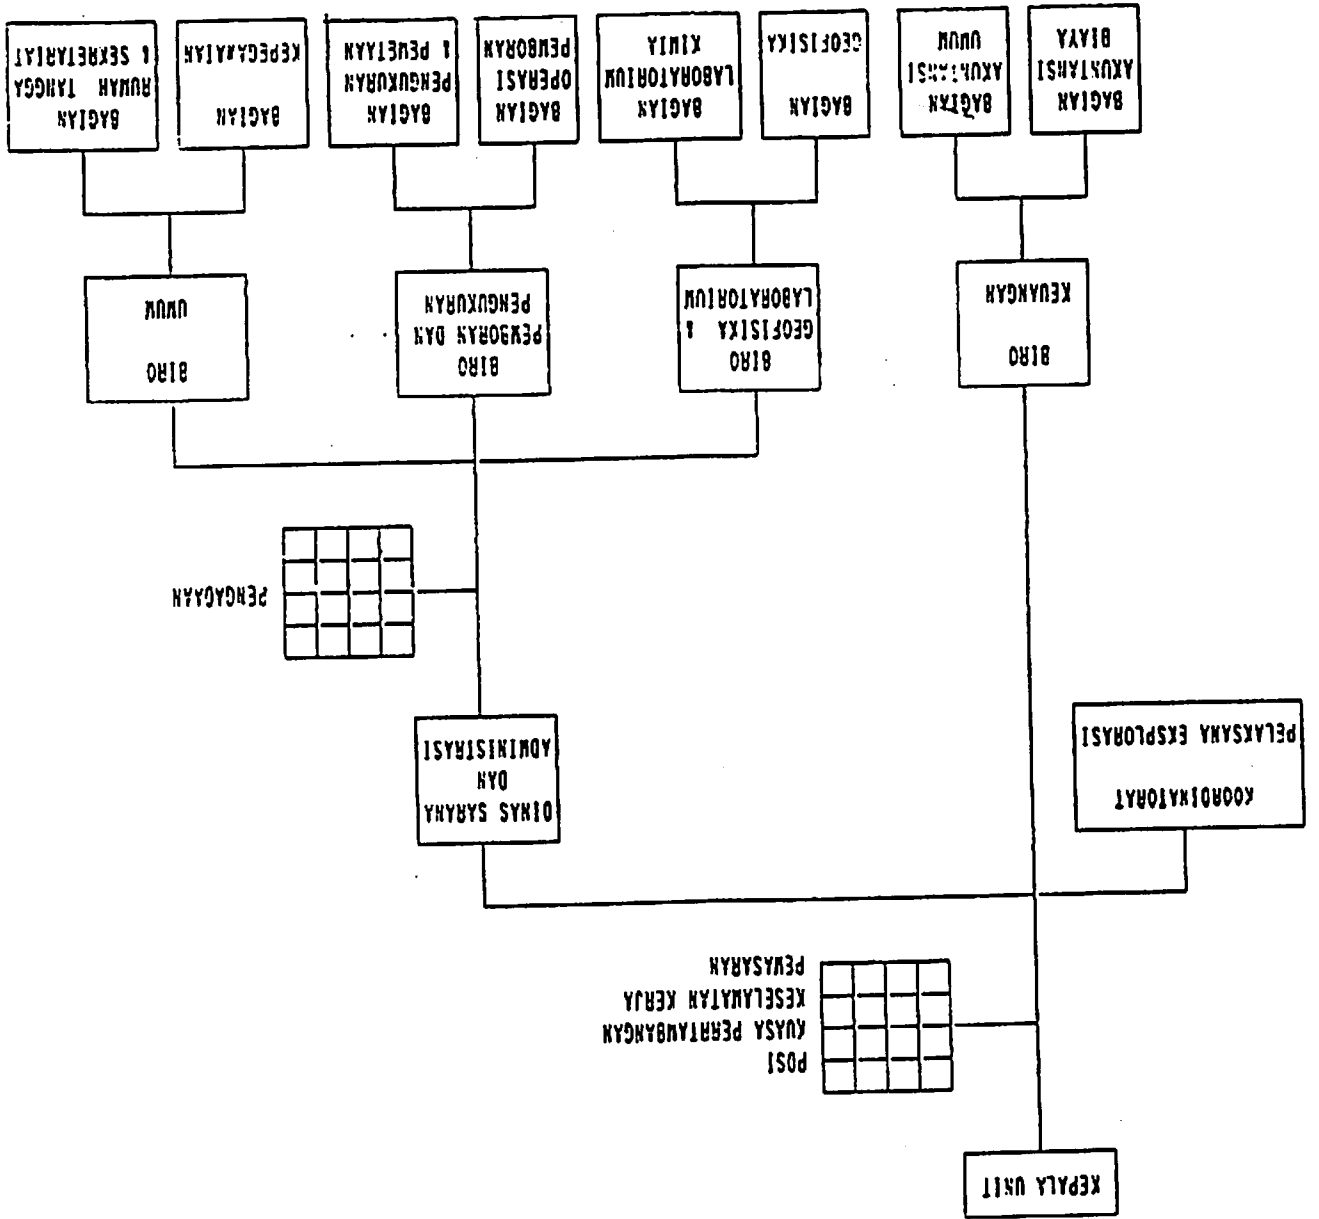 KEPALA UNIT
POSI
KUASA PERTAMBANGAN
KESELAMATAN KERJA
PEMASARAN
KOORDINATORAT
PELAKSANA EKSPLORASI
DINAS SARANA
DAN
ADMINISTRASI
PENGAGAAN
BIRO
KEUANGAN
BIRO
GEOFISIKA &
LABORATORIUM
BIRO
PEMBORAN DAN
PENGUKURAN
BIRO
UMUM
BAGIAN
AKUNTANSI
BIAYA
BAGIAN
AKUNTANSI
UMUM
BAGIAN
GEOFISIKA
BAGIAN
LABORATORIUM
KIMIA
BAGIAN
OPERASI
PEMBORAN
BAGIAN
PENGUKURAN
& PEMETAAN
BAGIAN
KEPEGAWAIAN
BAGIAN
RUMAH TANGGA
& SEKRETARIAT